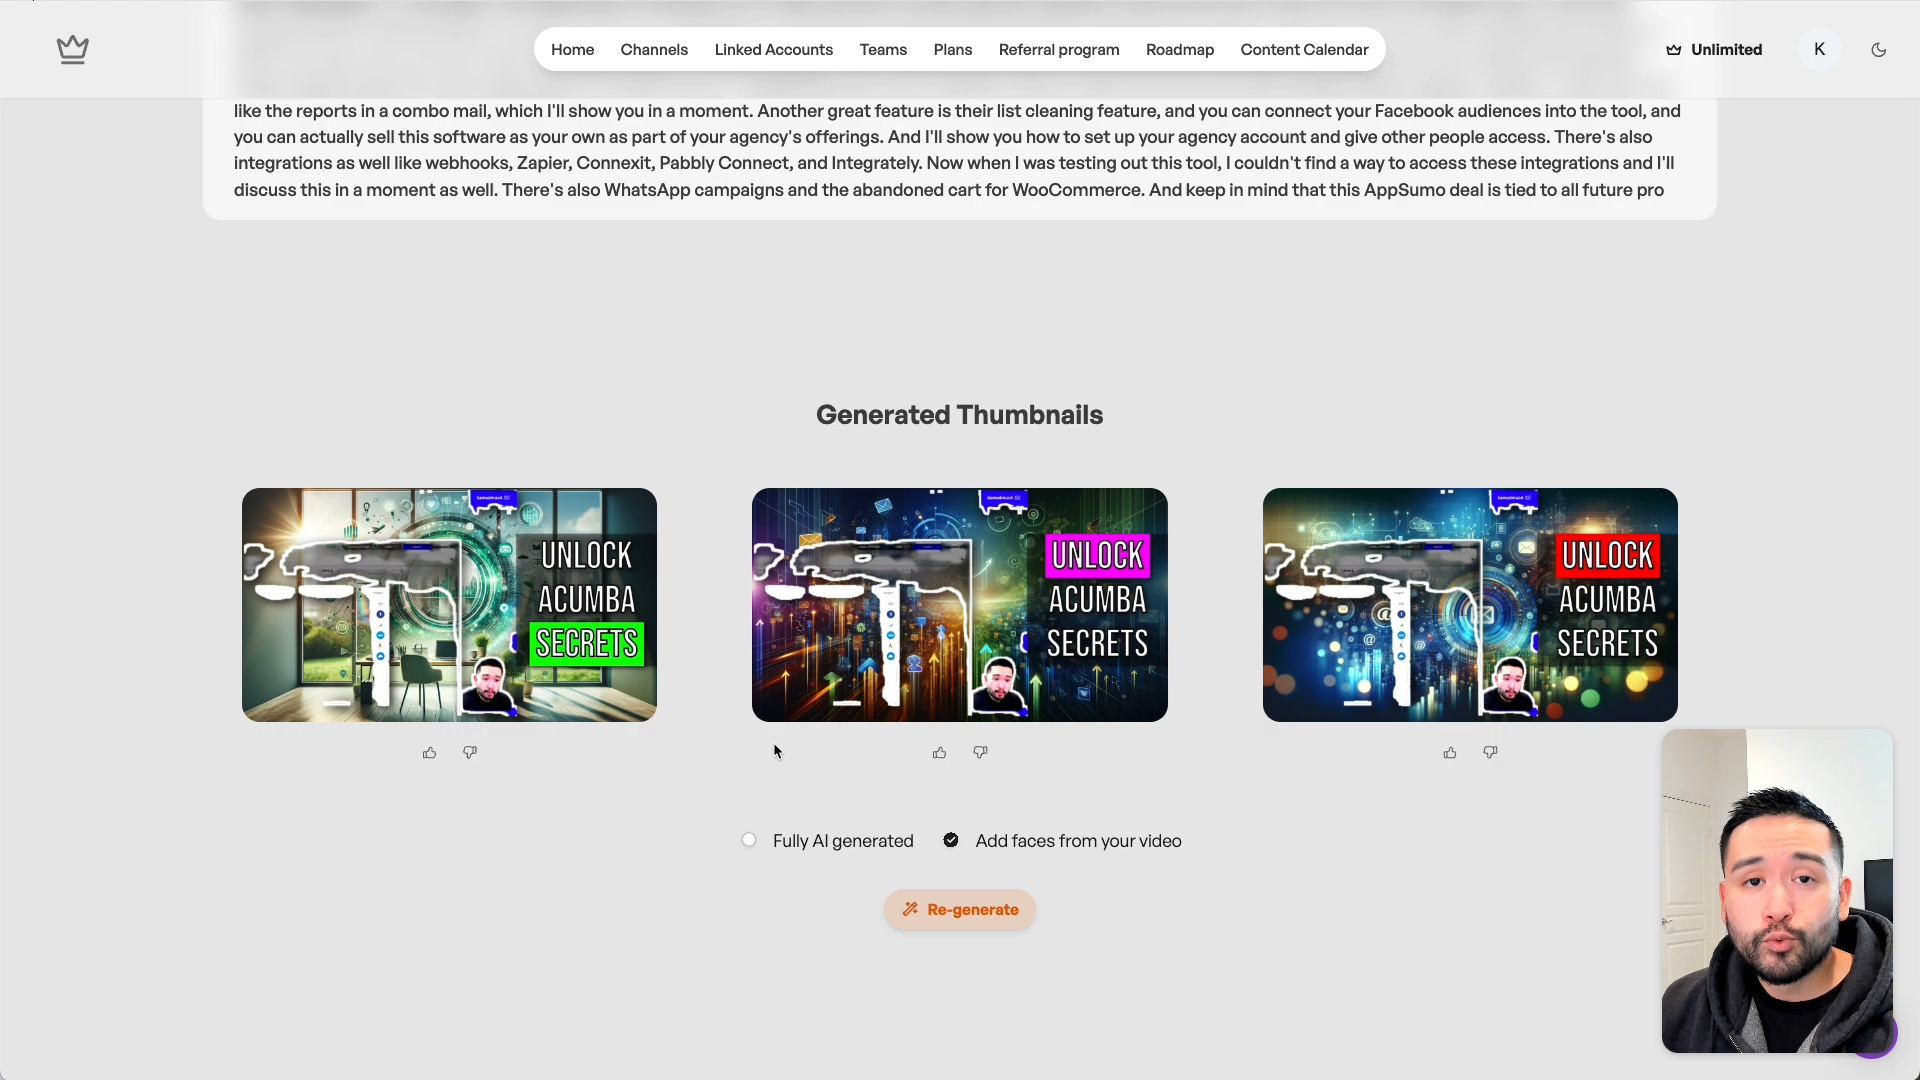 Home Channels Linked Accounts Teams Plans Referral program Roadmap Content Calendar
Unlimited
K
like the reports in a combo mail, which I'll show you in a moment. Another great feature is their list cleaning feature, and you can connect your Facebook audiences into the tool, and
you can actually sell this software as your own as part of your agency's offerings. And I'll show you how to set up your agency account and give other people access. There's also
integrations as well like webhooks, Zapier, Connexit, Pabbly Connect, and Integrately. Now when I was testing out this tool, I couldn't find a way to access these integrations and I'll
discuss this in a moment as well. There's also WhatsApp campaigns and the abandoned cart for WooCommerce. And keep in mind that this AppSumo deal is tied to all future pro
Generated Thumbnails
UNLOCK
ACUMBA
SECRETS
UNLOCK
ACUMBA
SECRETS
UNLOCK
ACUMBA
SECRETS
Fully AI generated
Add faces from your video
Re-generate